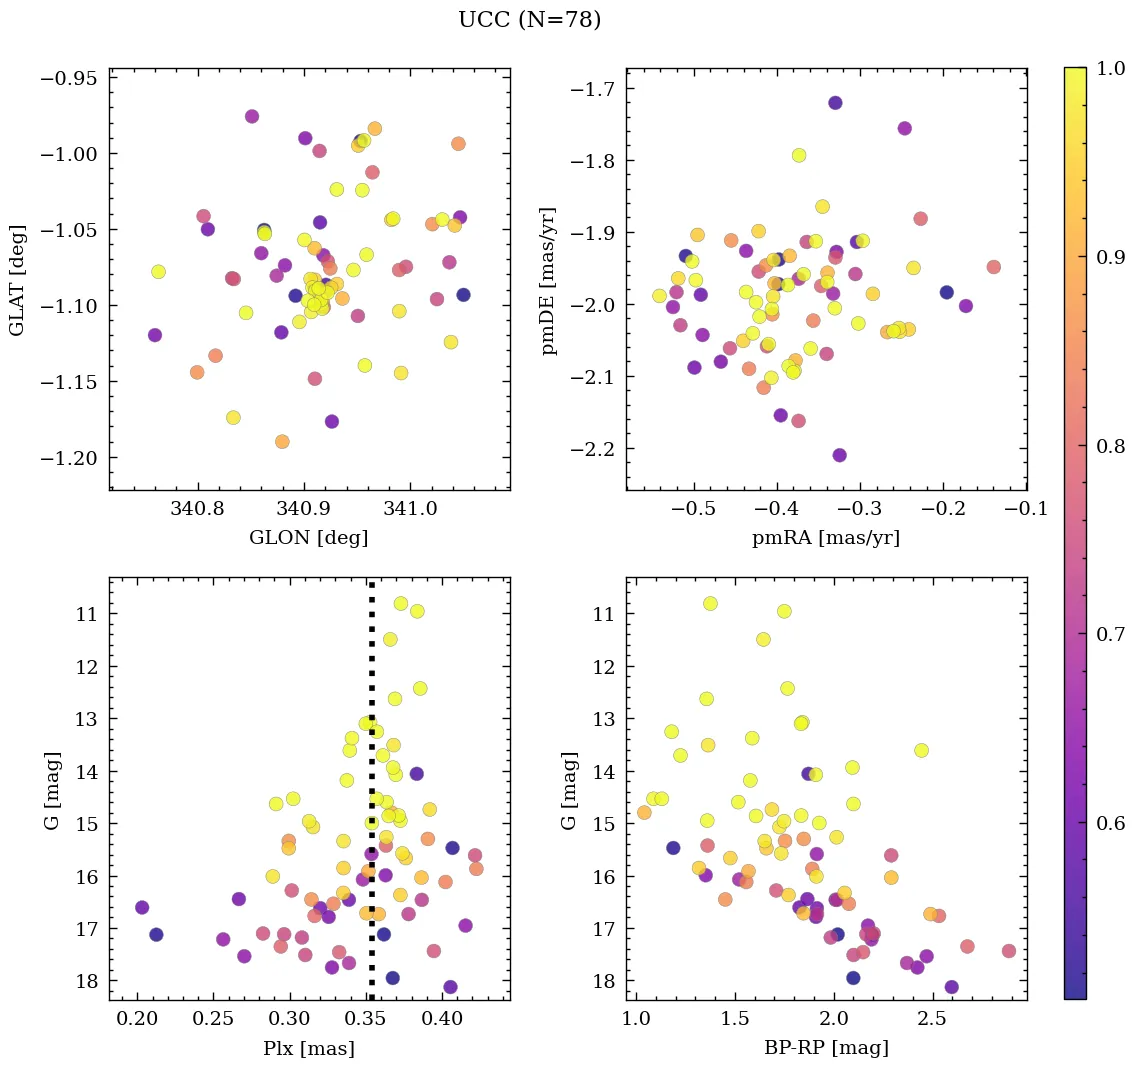 UCC (N=78)
−0.95
−1.00
−1.05
−1.10
−1.15
−1.20
GLAT [deg]
340.8 340.9 341.0
GLON [deg]
−1.7
−1.8
−1.9
−2.0
−2.1
−2.2
pmDE [mas/yr]
−0.5 −0.4 −0.3 −0.2 −0.1
pmRA [mas/yr]
11
12
13
14
15
16
17
18
G [mag]
0.20 0.25 0.30 0.35 0.40
Plx [mas]
11
12
13
14
15
16
17
18
G [mag]
1.0 1.5 2.0 2.5
BP-RP [mag]
1.0
0.9
0.8
0.7
0.6